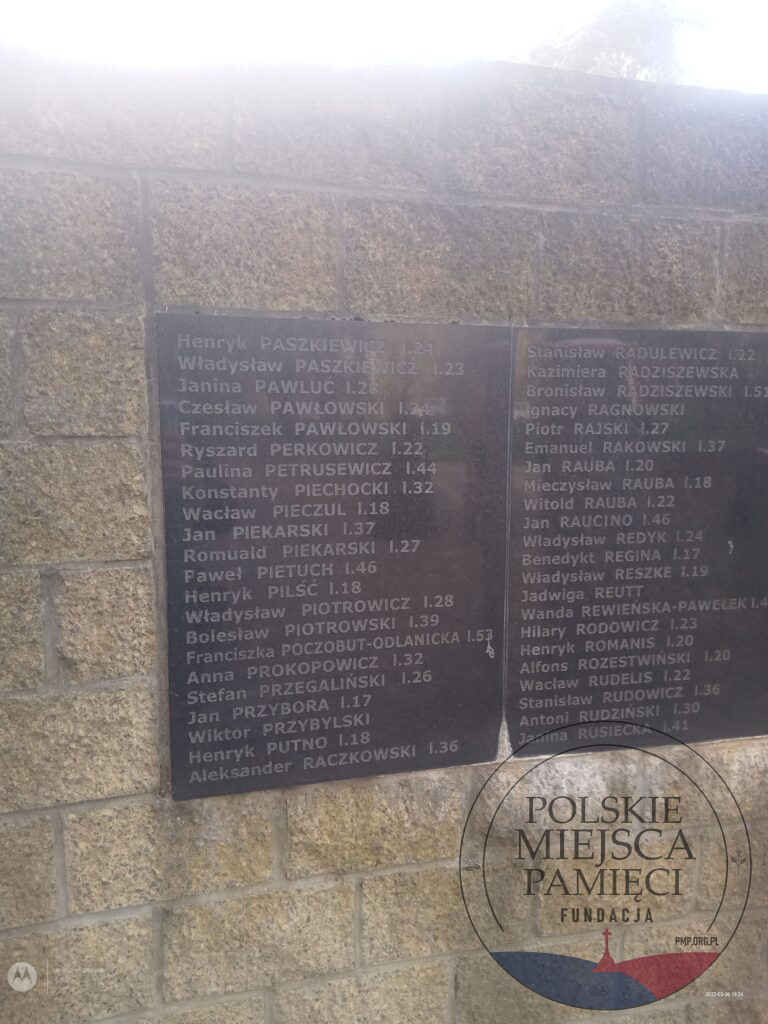 Henryk PASZKIEWICZ l.24
Władysław PASZKIEWICZ l.23
Janina PAWLUĆ l.28
Czesław PAWŁOWSKI l.24
Franciszek PAWŁOWSKI l.19
Ryszard PERKOWICZ l.22
Paulina PETRUSEWICZ l.44
Konstanty PIECHOCKI l.32
Wacław PIECZUL l.18
Jan PIEKARSKI l.37
Romuald PIEKARSKI l.27
Paweł PIETUCH l.46
Henryk PILŚĆ l.18
Władysław PIOTROWICZ l.28
Bolesław PIOTROWSKI l.39
Franciszka POCZOBUT-ODLANICKA l.53
Anna PROKOPOWICZ l.32
Stefan PRZEGALIŃSKI l.26
Jan PRZYBORA l.17
Wiktor PRZYBYLSKI
Henryk PUTNO l.18
Aleksander RACZKOWSKI l.36
Stanisław RADULEWICZ l.22
Kazimiera RADZISZEWSKA
Bronisław RADZISZEWSKI l.51
Ignacy RAGNOWSKI
Piotr RAJSKI l.27
Emanuel RAKOWSKI l.37
Jan RAUBA l.20
Mieczysław RAUBA l.18
Witold RAUBA l.22
Jan RAUCINO l.46
Władysław REDYK l.24
Benedykt REGINA l.17
Władysław RESZKE l.19
Jadwiga REUTT
Wanda REWIEŃSKA-PAWEŁEK
Hilary RODOWICZ l.23
Henryk ROMANIS l.20
Alfons ROZESTWIŃSKI l.20
Wacław RUDELIS l.22
Stanisław RUDOWICZ l.36
Antoni RUDZIŃSKI l.30
Janina RUSIECKA l.41
POLSKIE
MIEJSCA
PAMIĘCI
FUNDACJA
PMP.ORG.PL